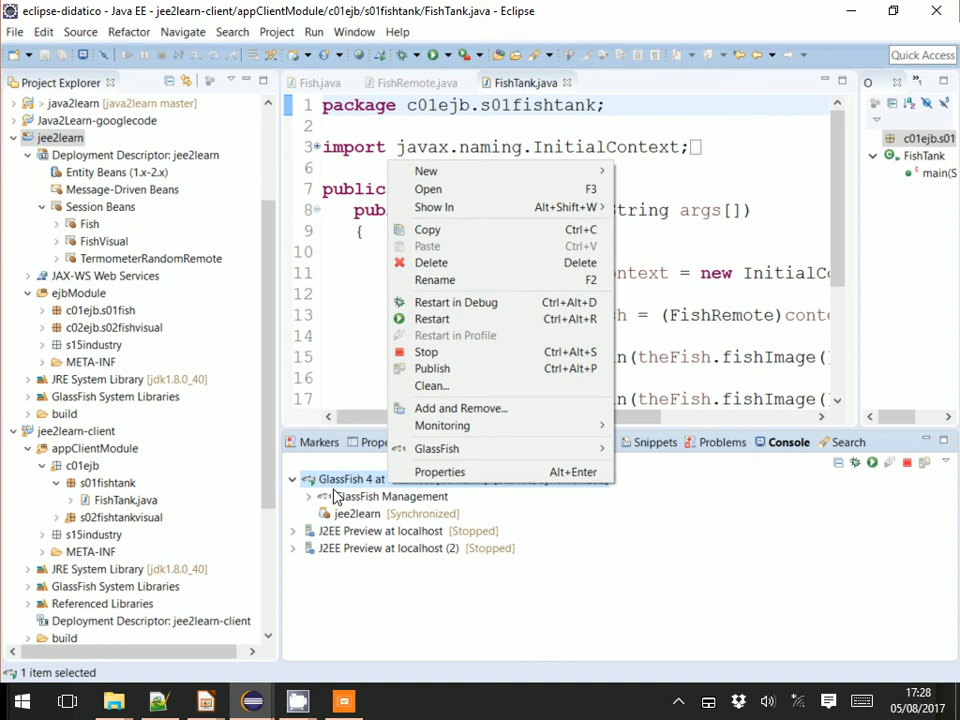 eclipse-didatico - Java EE - jee2learn-client/appClientModule/c01ejb/s01fishtank/FishTank.java - Eclipse
File Edit Source Refactor Navigate Search Project Run Window Help
Quick Access
Project Explorer
> java2learn [java2learn master]
Java2Learn-googlecode
jee2learn
Deployment Descriptor: jee2learn
Entity Beans (1.x-2.x)
Message-Driven Beans
Session Beans
Fish
FishVisual
TermometerRandomRemote
JAX-WS Web Services
ejbModule
c01ejb.s01fish
c02ejb.s02fishvisual
s15industry
META-INF
JRE System Library [jdk1.8.0_40]
GlassFish System Libraries
build
jee2learn-client
appClientModule
c01ejb
s01fishtank
FishTank.java
s02fishtankvisual
s15industry
META-INF
JRE System Library [jdk1.8.0_40]
GlassFish System Libraries
Referenced Libraries
Deployment Descriptor: jee2learn-client
build
Fish.java FishRemote.java FishTank.java
1 package c01ejb.s01fishtank;
2
3 import javax.naming.InitialContext;
6
7 public
8 pub String args[])
9 {
10
11 ntext = new InitialCo
12
13 h = (FishRemote)conte
14
15 n(theFish.fishImage(
16
17 n(theFish.fishImage(
New
Open F3
Show In Alt+Shift+W
Copy Ctrl+C
Paste Ctrl+V
Delete Delete
Rename F2
Restart in Debug Ctrl+Alt+D
Restart Ctrl+Alt+R
Restart in Profile
Stop Ctrl+Alt+S
Publish Ctrl+Alt+P
Clean...
Add and Remove...
Monitoring
GlassFish
Properties Alt+Enter
O
c01ejb.s01
FishTank
main(S
Markers Prope Snippets Problems Console Search
GlassFish 4 at
GlassFish Management
jee2learn [Synchronized]
J2EE Preview at localhost [Stopped]
J2EE Preview at localhost (2) [Stopped]
1 item selected
17:28
05/08/2017